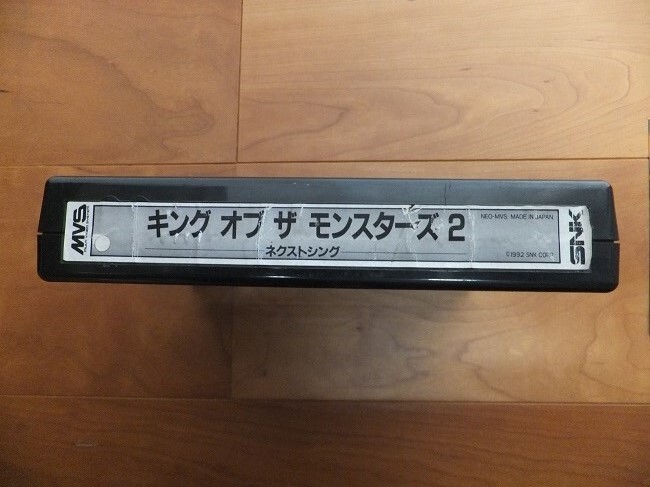 MVS
キング オブ ザ モンスターズ 2
ネクストシング
NEO-MVS, MADE IN JAPAN
©1992 SNK CORP.
SNK